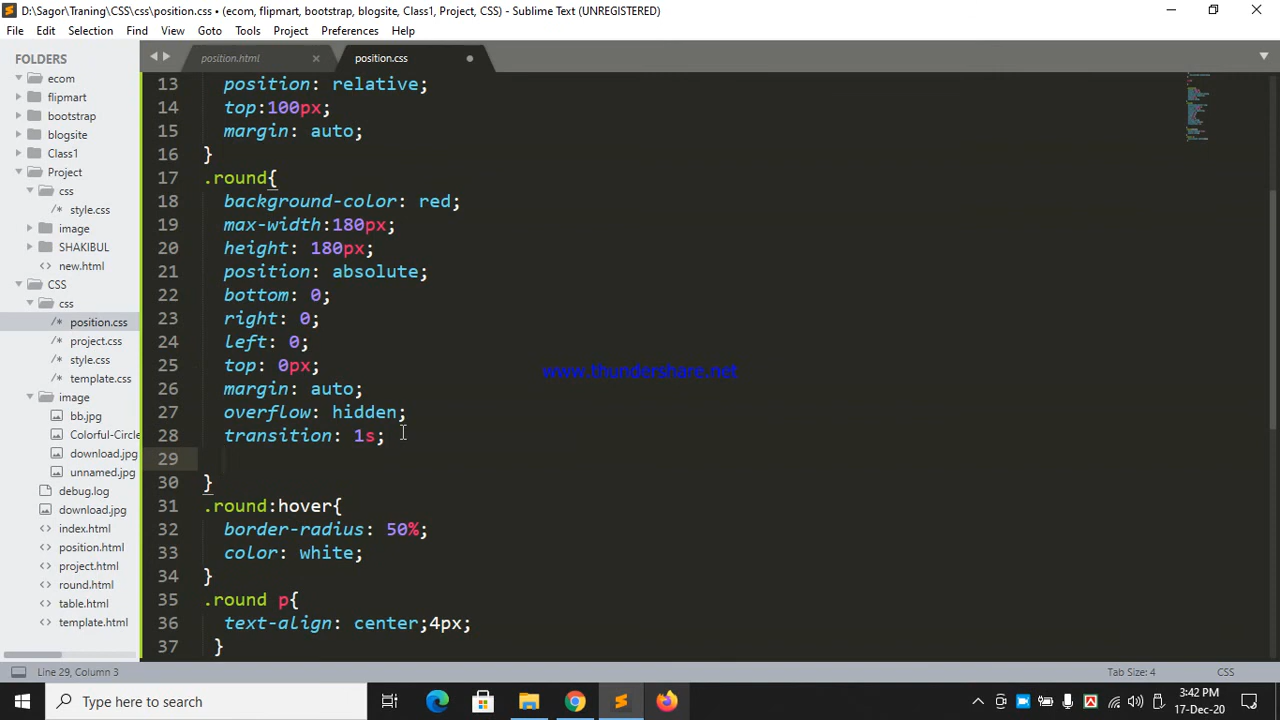 D:\Sagor\Traning\CSS\css\position.css • (ecom, flipmart, bootstrap, blogsite, Class1, Project, CSS) - Sublime Text (UNREGISTERED)
File Edit Selection Find View Goto Tools Project Preferences Help
FOLDERS
ecom
flipmart
bootstrap
blogsite
Class1
Project
css
/* style.css
image
SHAKIBUL
<> new.html
CSS
css
/* position.css
/* project.css
/* style.css
/* template.css
image
bb.jpg
Colorful-Circle
download.jpg
unnamed.jpg
debug.log
download.jpg
<> index.html
<> position.html
<> project.html
<> round.html
<> table.html
<> template.html
position.html × position.css
13 position: relative;
14 top:100px;
15 margin: auto;
16 }
17 .round{
18 background-color: red;
19 max-width:180px;
20 height: 180px;
21 position: absolute;
22 bottom: 0;
23 right: 0;
24 left: 0;
25 top: 0px;
26 margin: auto;
27 overflow: hidden;
28 transition: 1s;
29
30 }
31 .round:hover{
32 border-radius: 50%;
33 color: white;
34 }
35 .round p{
36 text-align: center;4px;
37 }
www.thundershare.net
Line 29, Column 3 Tab Size: 4 CSS
Type here to search
3:42 PM
17-Dec-20